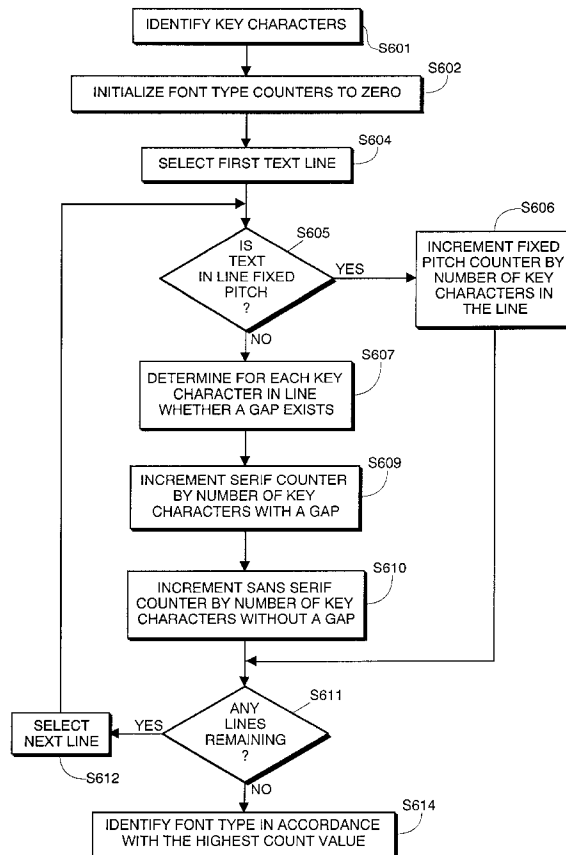 IDENTIFY KEY CHARACTERS
S601
S602
INITIALIZE FONT TYPE COUNTERS TO ZERO
S604
SELECT FIRST TEXT LINE
S605
IS
TEXT
IN LINE FIXED
PITCH
?
YES
NO
S606
INCREMENT FIXED
PITCH COUNTER BY
NUMBER OF KEY
CHARACTERS IN
THE LINE
S607
DETERMINE FOR EACH KEY
CHARACTER IN LINE
WHETHER A GAP EXISTS
S609
INCREMENT SERIF COUNTER
BY NUMBER OF KEY
CHARACTERS WITH A GAP
S610
INCREMENT SANS SERIF
COUNTER BY NUMBER OF KEY
CHARACTERS WITHOUT A GAP
S611
ANY
LINES
REMAINING
?
YES
NO
SELECT
NEXT LINE
S612
S614
IDENTIFY FONT TYPE IN ACCORDANCE
WITH THE HIGHEST COUNT VALUE